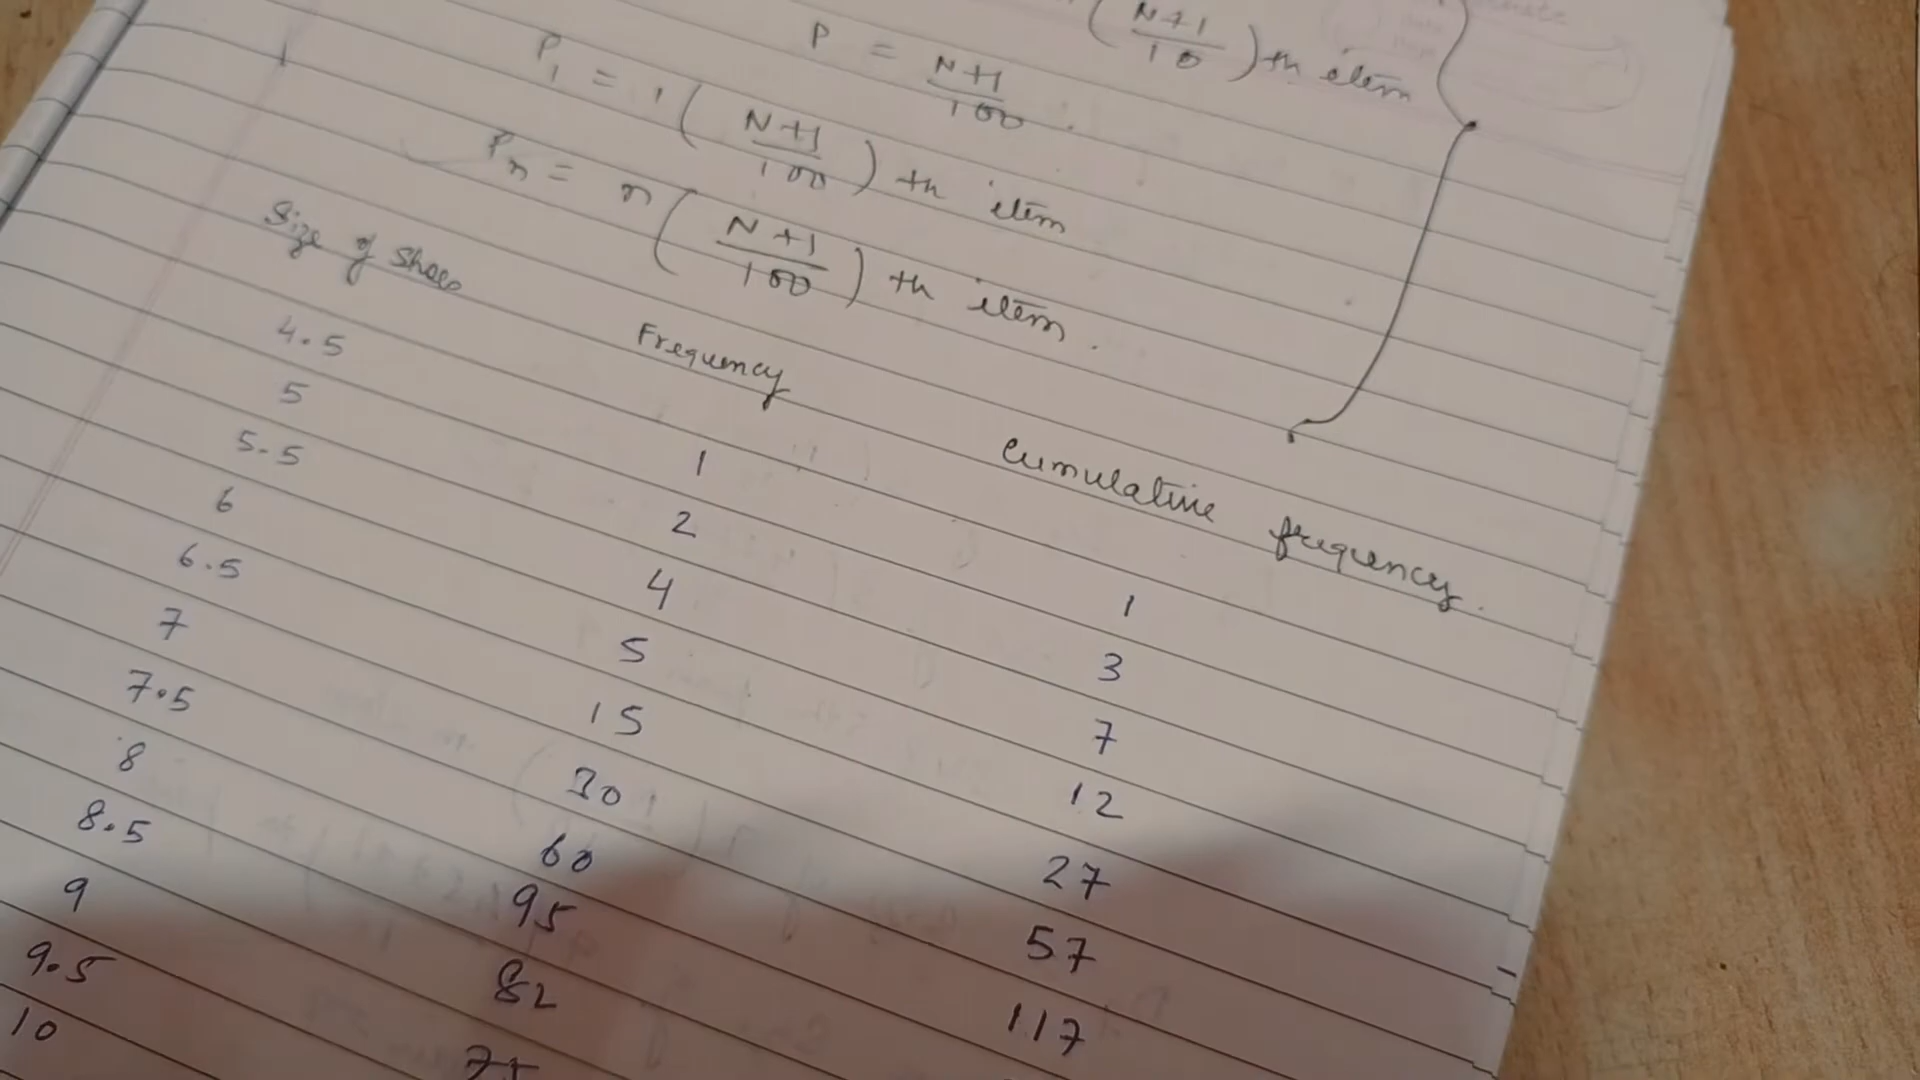 (N+1/10)th item
P = N+1/100
P1 = 1(N+1/100)th item
Pn = n(N+1/100)th item.
Size of Shoes Frequency Cumulative frequency.
4.5 1 1
5 2 3
5.5 4 7
6 5 12
6.5 15 27
7 30 57
7.5 60 117
8 95
8.5 82
9 75
9.5
10